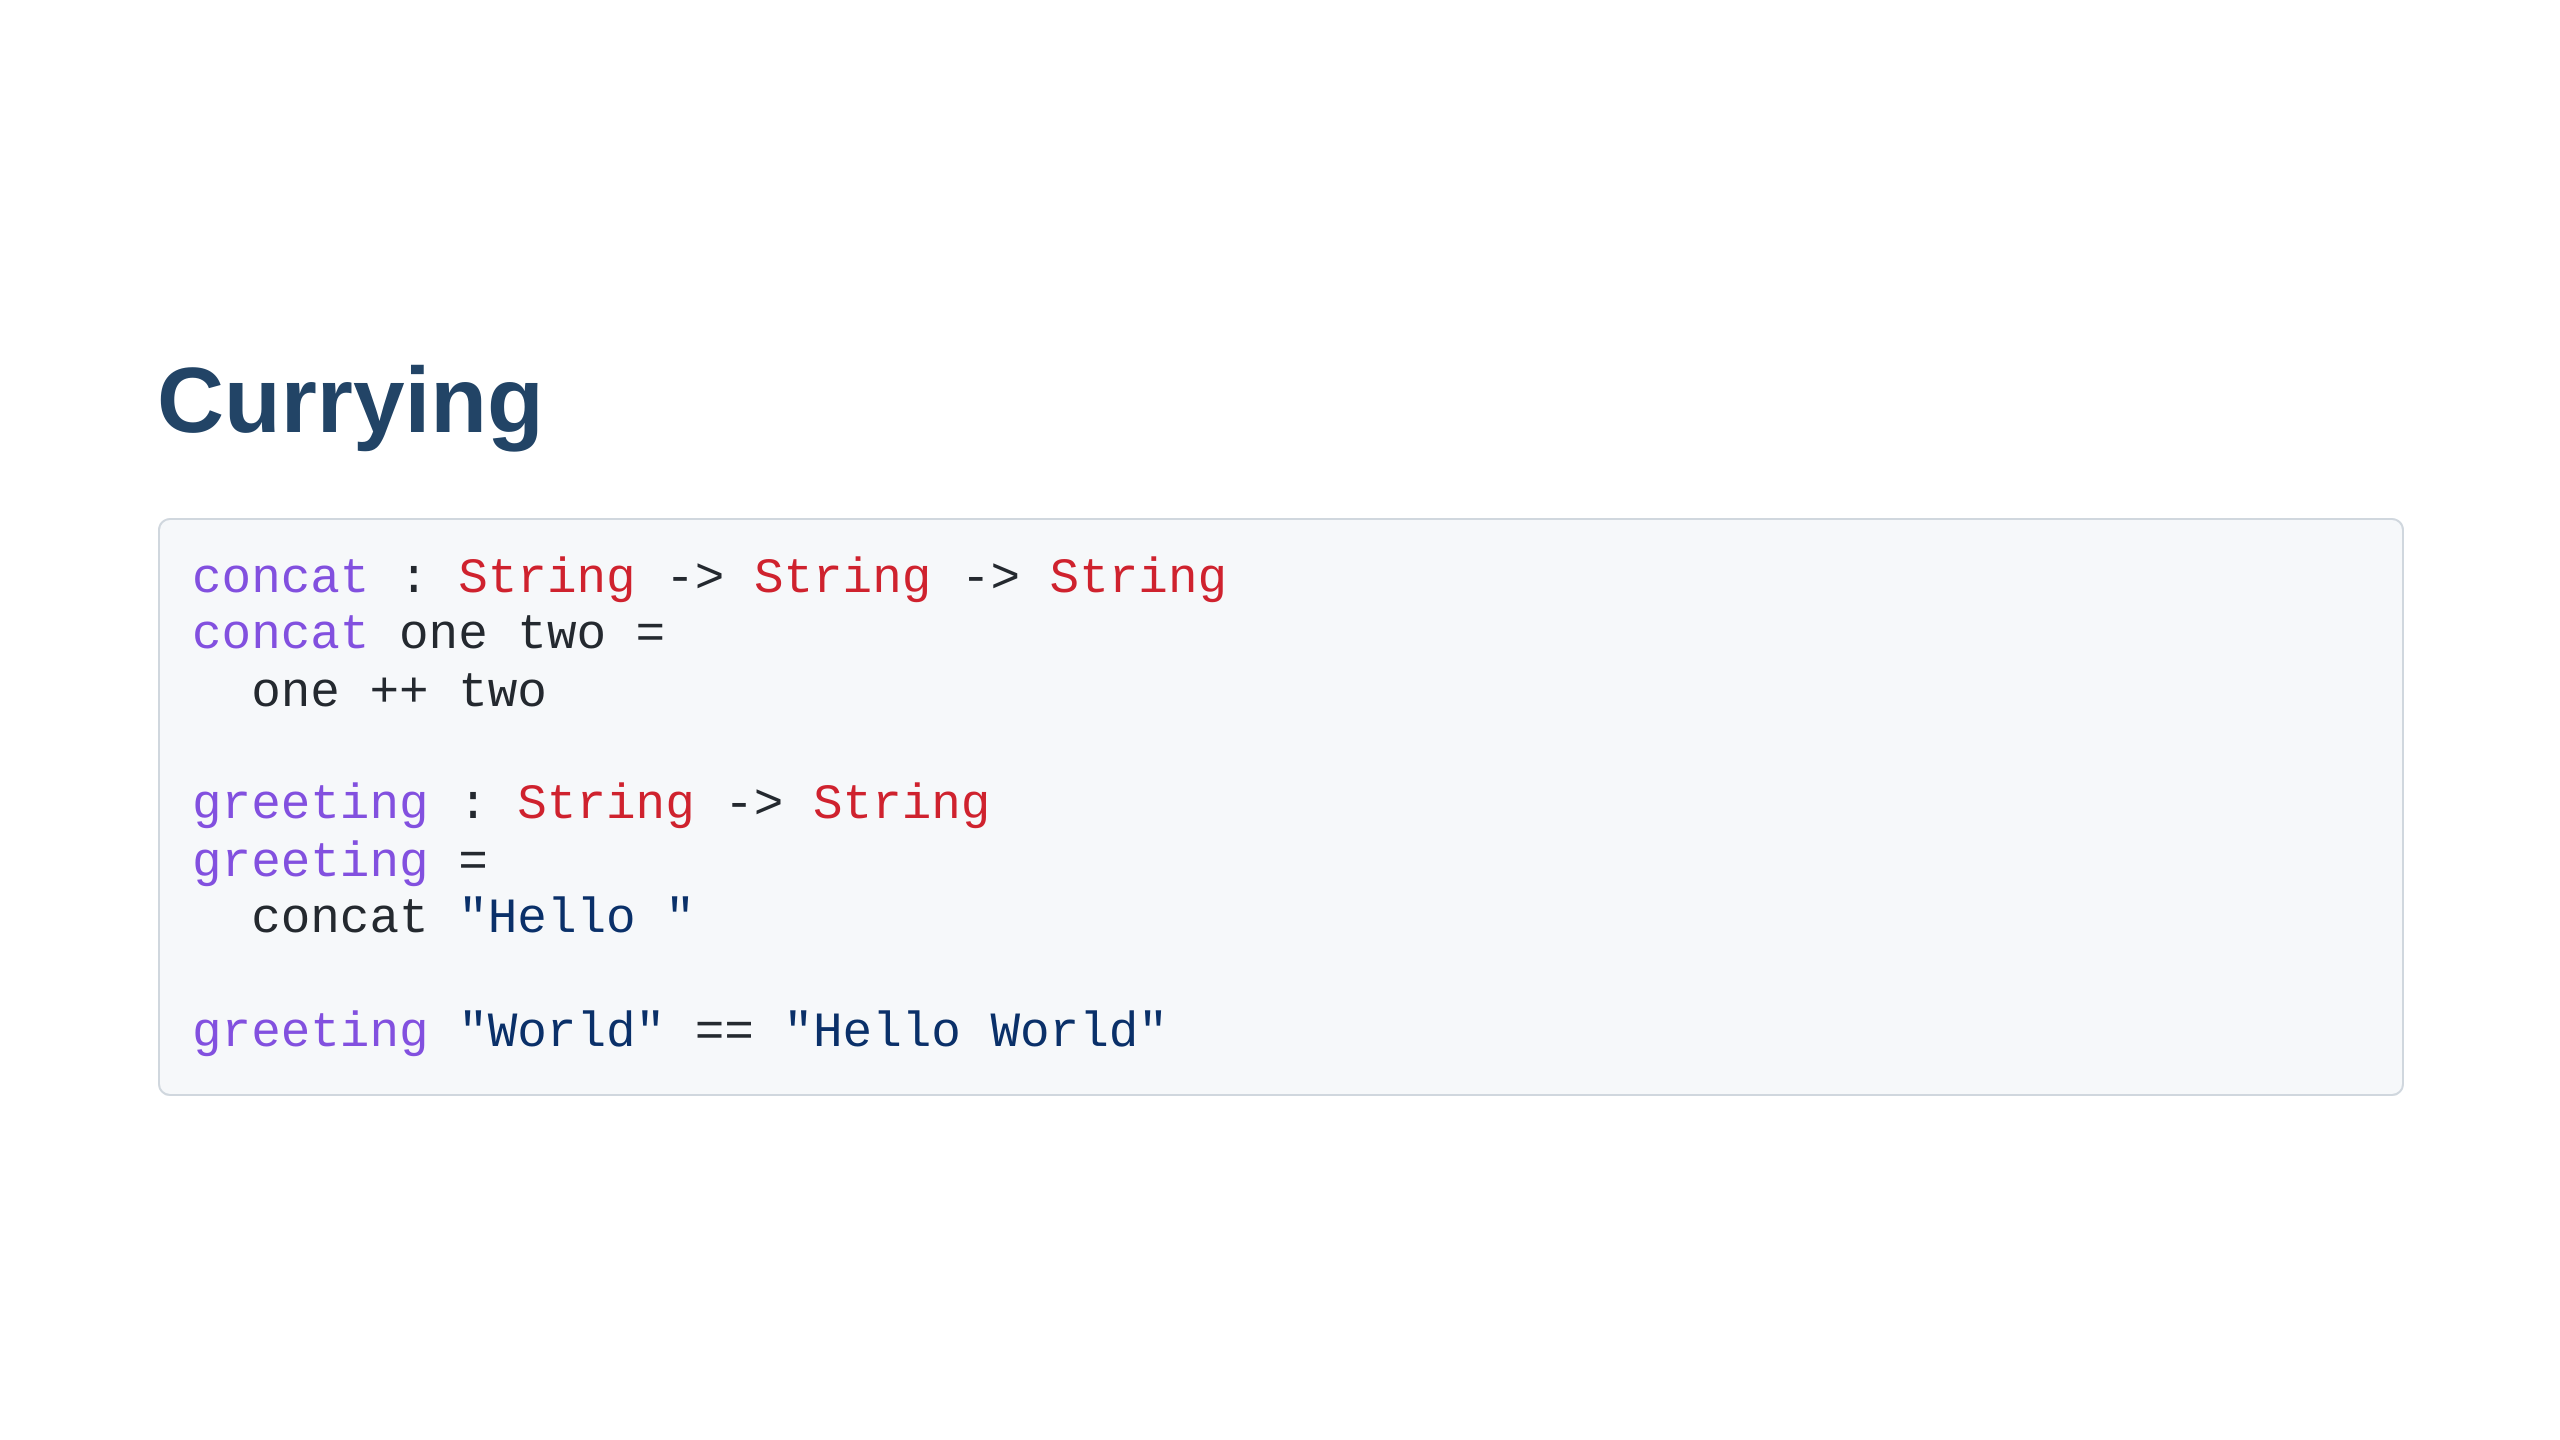 Currying
concat : String -> String -> String
concat one two =
  one ++ two

greeting : String -> String
greeting =
  concat "Hello "

greeting "World" == "Hello World"